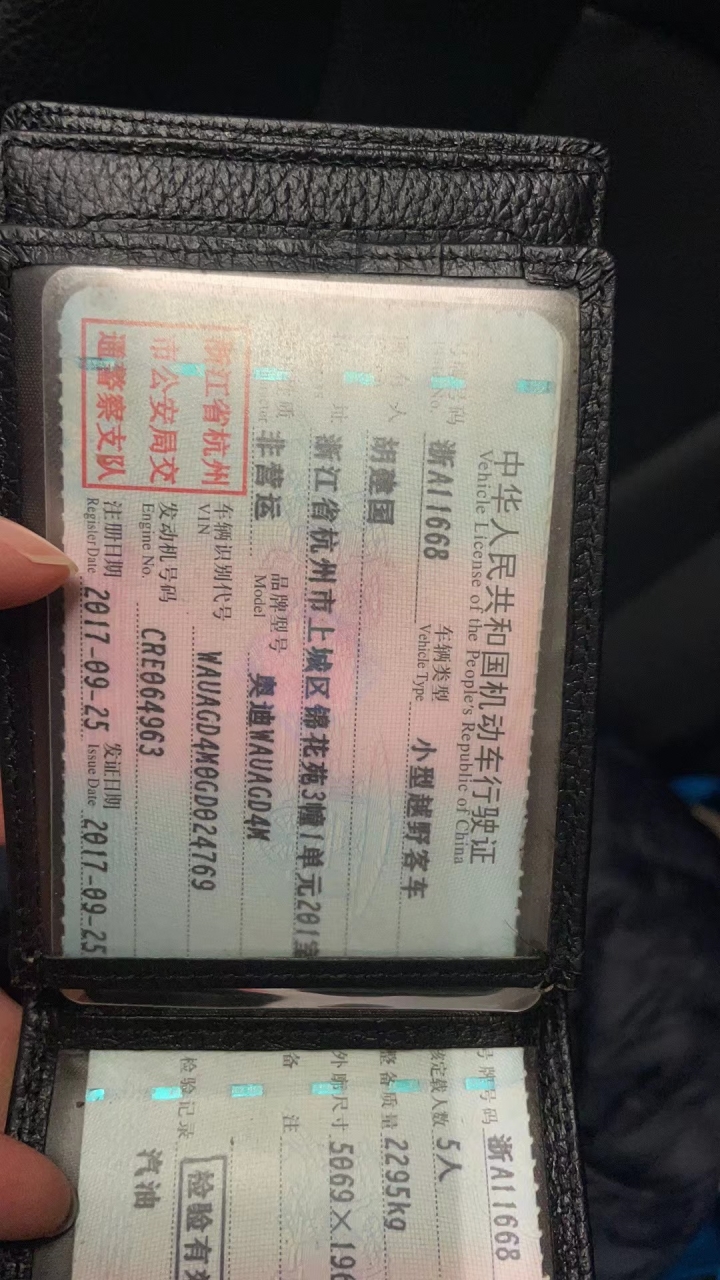 中华人民共和国机动车行驶证
Vehicle License of the People's Republic of China
号牌号码 浙A11668 车辆类型 小型越野客车
No. Vehicle Type
所有人 胡建国
住址 浙江省杭州市上城区锦花苑3幢1单元201室
性质 非营运 品牌型号 奥迪WAUAGD4M
Model
浙江省杭州
市公安局交
通警察支队
车辆识别代号 WAUAGD4M0GD024769
VIN
发动机号码 CRE064963
Engine No.
注册日期 2017-09-25 发证日期 2017-09-25
Register Date Issue Date
号牌号码 浙A11668
核定载人数 5人
整备质量 2295kg
外廓尺寸 5069×196
备注
检验有效
检验记录 汽油